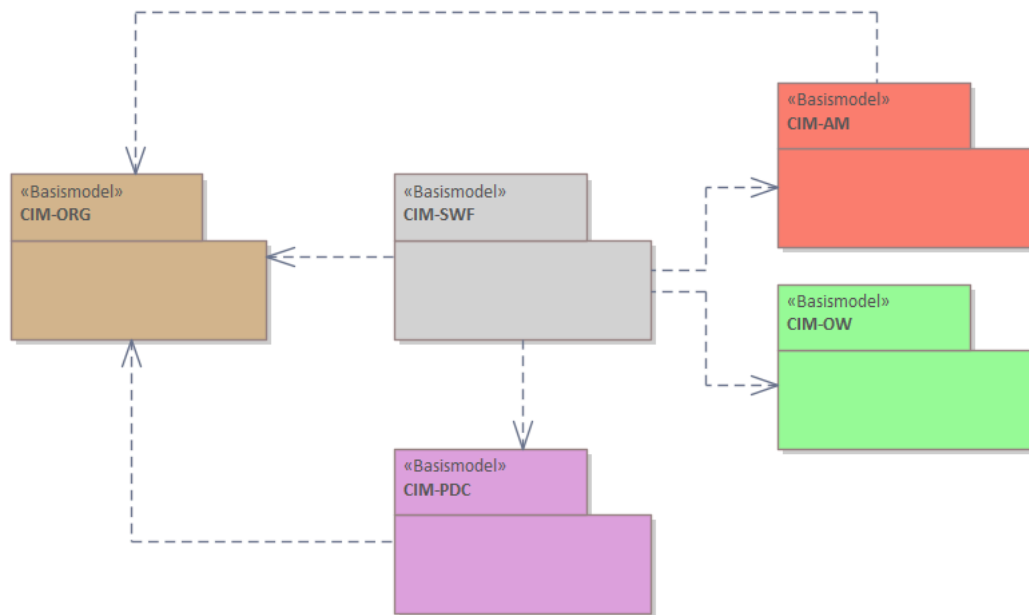 «Basismodel»
CIM-AM
«Basismodel»
CIM-ORG
«Basismodel»
CIM-SWF
«Basismodel»
CIM-OW
«Basismodel»
CIM-PDC